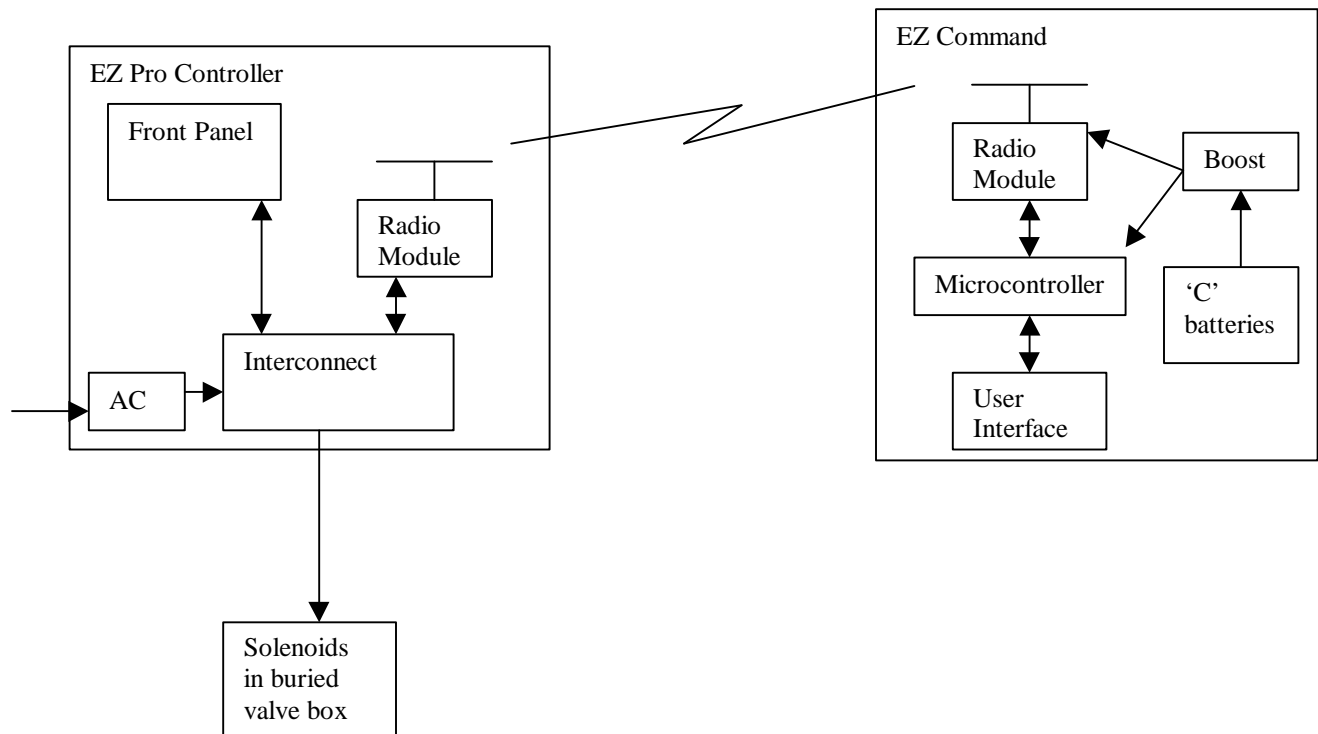 EZ Pro Controller
Front Panel
Radio
Module
Interconnect
AC
Solenoids
in buried
valve box
EZ Command
Radio
Module
Boost
Microcontroller
‘C’
batteries
User
Interface